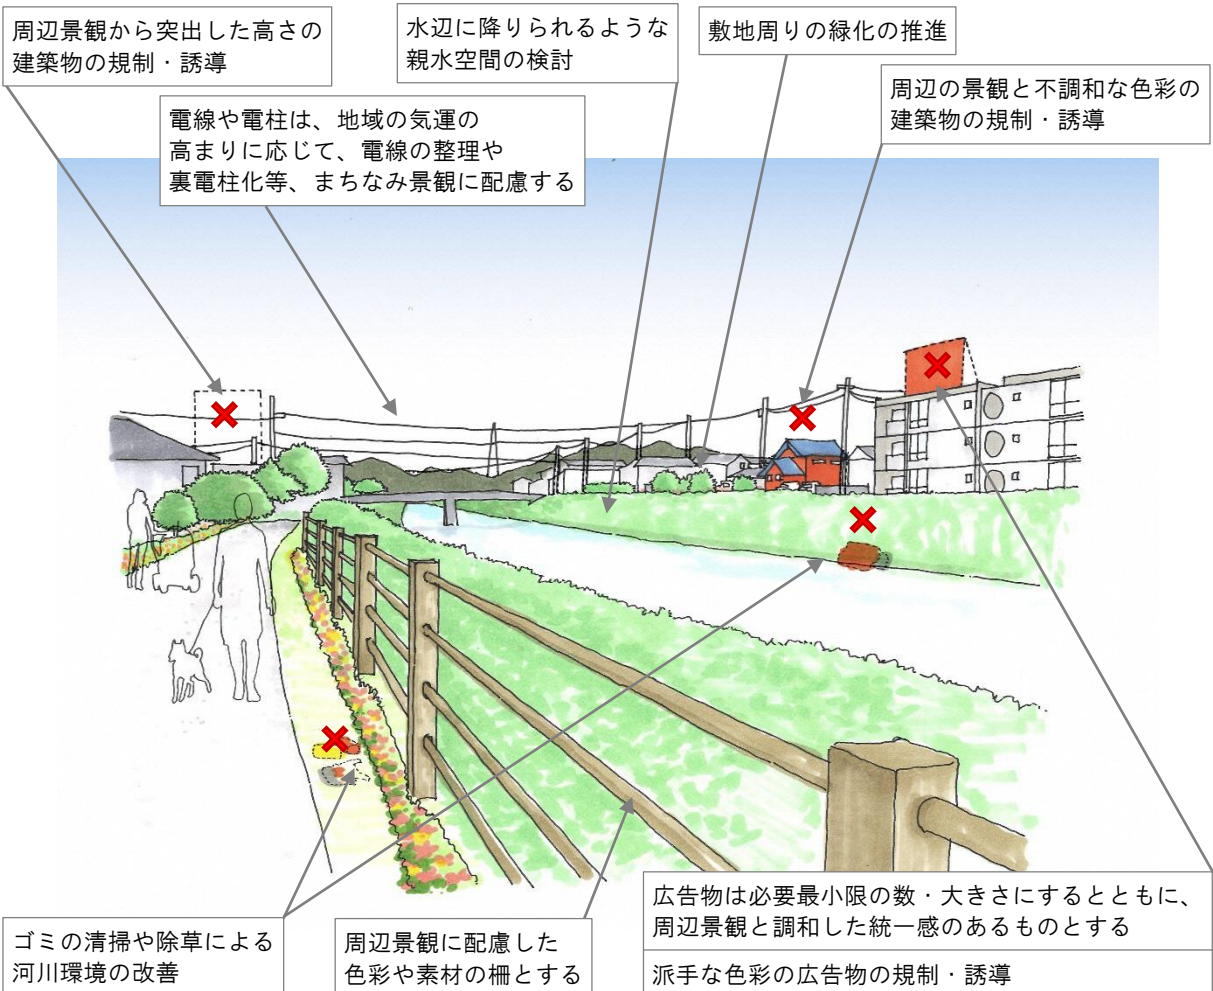 周辺景観から突出した高さの
建築物の規制・誘導
水辺に降りられるような
親水空間の検討
敷地周りの緑化の推進
周辺の景観と不調和な色彩の
建築物の規制・誘導
電線や電柱は、地域の気運の
高まりに応じて、電線の整理や
裏電柱化等、まちなみ景観に配慮する
ゴミの清掃や除草による
河川環境の改善
周辺景観に配慮した
色彩や素材の柵とする
広告物は必要最小限の数・大きさにするとともに、
周辺景観と調和した統一感のあるものとする
派手な色彩の広告物の規制・誘導